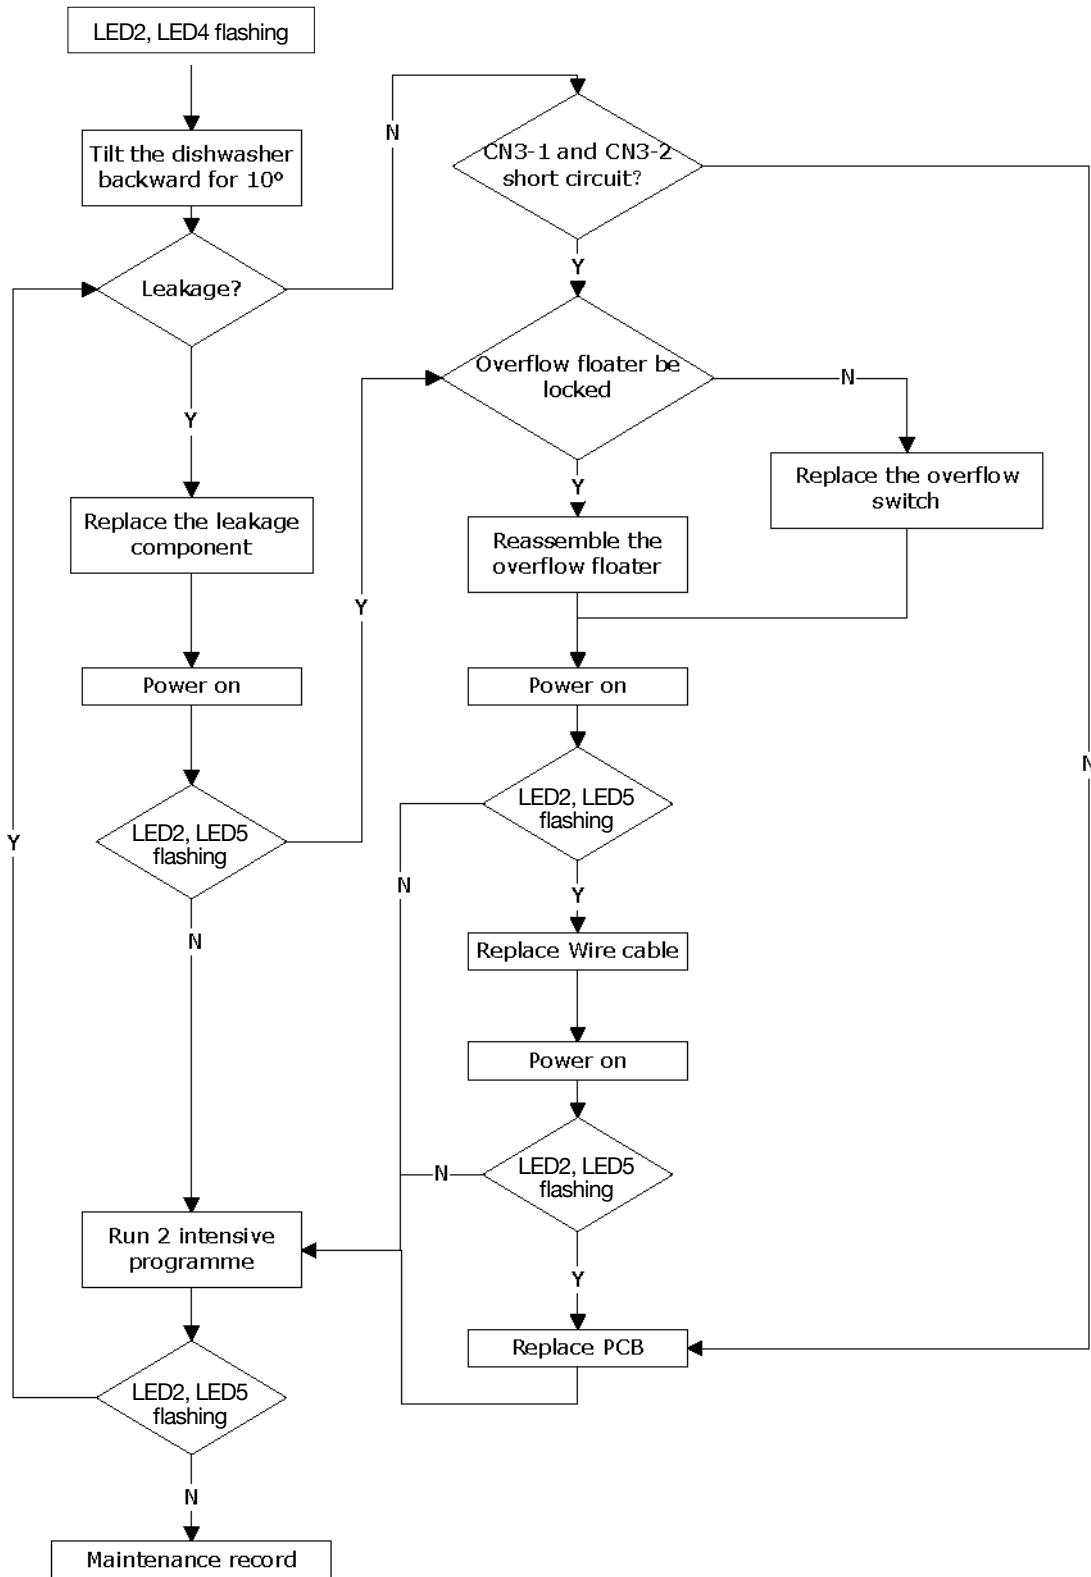 LED2, LED4 flashing
Tilt the dishwasher
backward for 10°
Leakage?
Y
Replace the leakage
component
Power on
LED2, LED5
flashing
N
Run 2 intensive
programme
LED2, LED5
flashing
N
Maintenance record
Y
Y
N
CN3-1 and CN3-2
short circuit?
Y
Overflow floater be
locked
N
Replace the overflow
switch
Y
Reassemble the
overflow floater
Power on
LED2, LED5
flashing
N
Y
Replace Wire cable
Power on
LED2, LED5
flashing
N
Y
Replace PCB
N